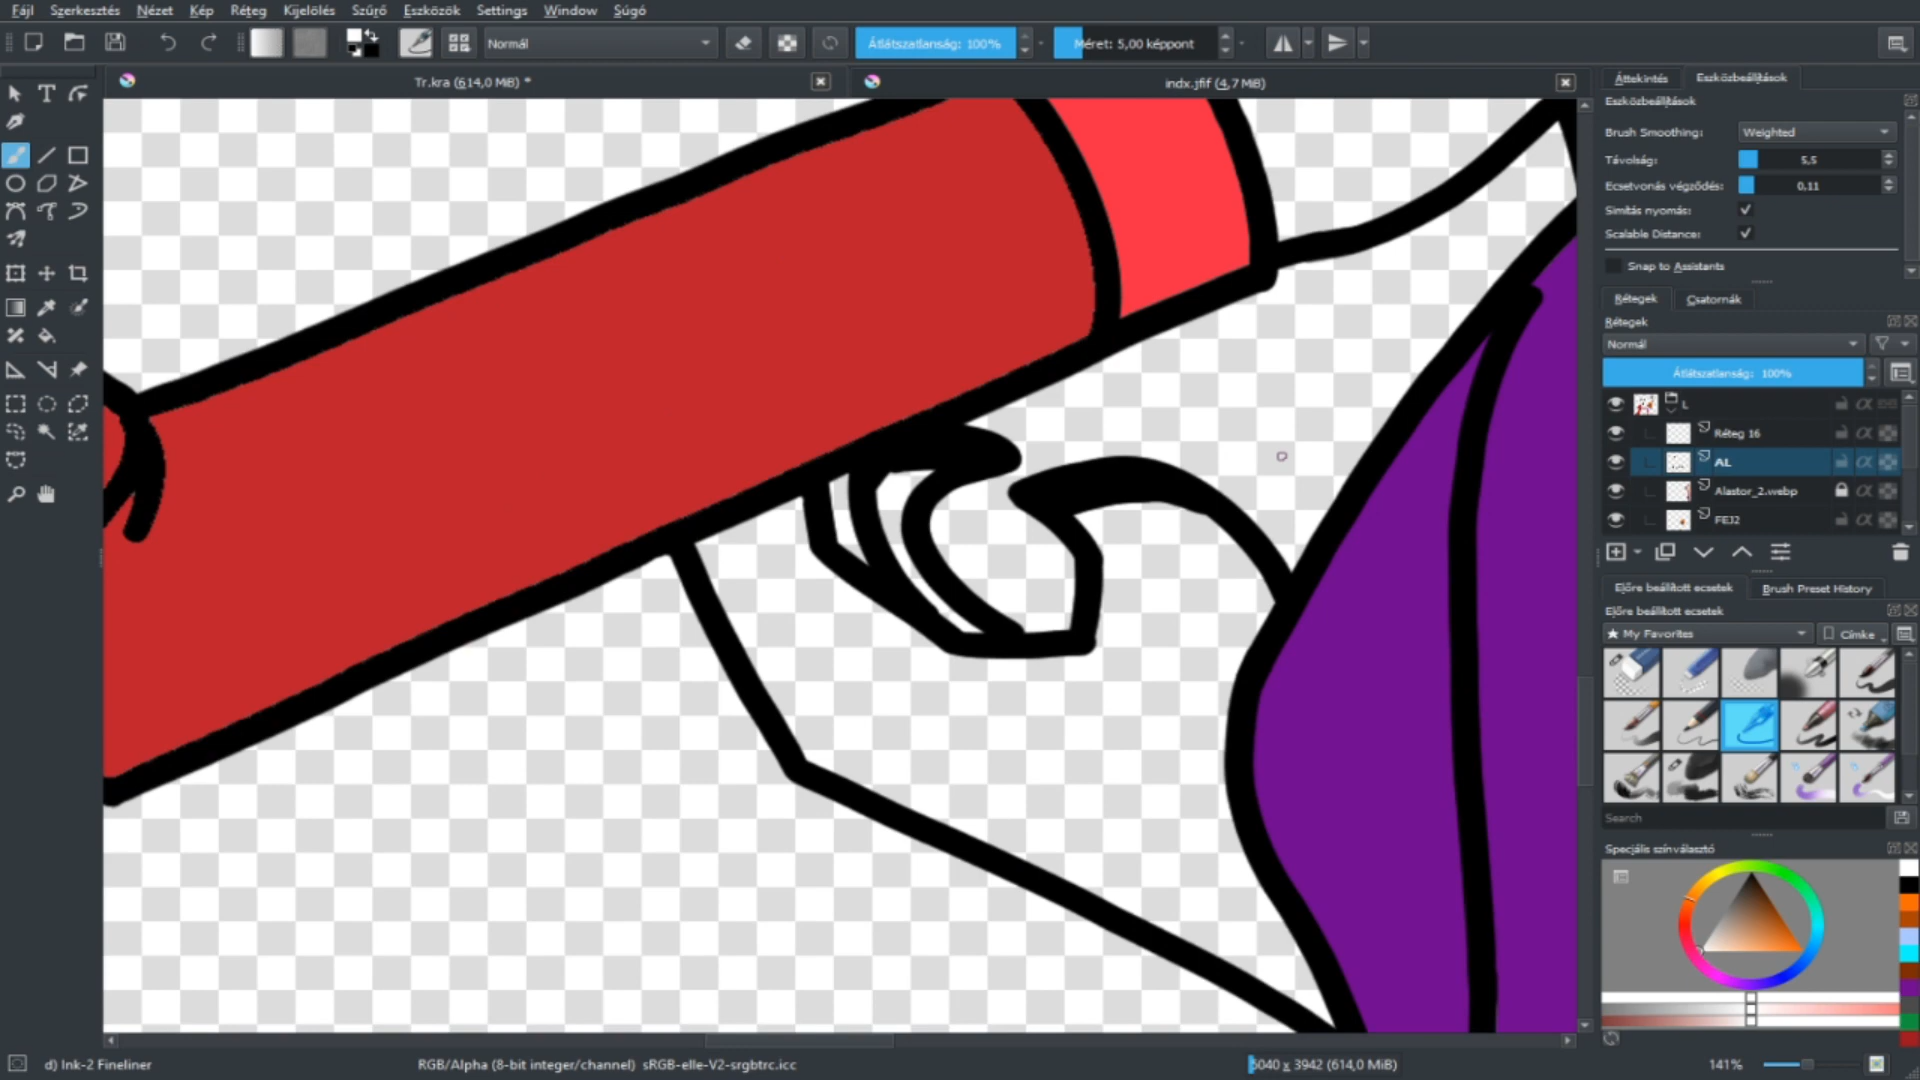 Fájl Szerkesztés Nézet Kép Réteg Kijelölés Szűrő Eszközök Settings Window Súgó
Normál
Átlátszatlanság: 100%
Méret: 5,00 képpont
Tr.kra (614,0 MiB) *
indx.jfif (4,7 MiB)
Áttekintés
Eszközbeállítások
Eszközbeállítások
Brush Smoothing: Weighted
Távolság: 5,5
Ecsetvonás végződés: 0,11
Simítás nyomás:
Scalable Distance:
Snap to Assistants
Rétegek
Csatornák
Rétegek
Normál
Átlátszatlanság: 100%
L
Réteg 16
AL
Alastor_2.webp
FEJ2
Előre beállított ecsetek
Brush Preset History
Előre beállított ecsetek
★ My Favorites
Címke
Search
Speciális színválasztó
d) Ink-2 Fineliner
RGB/Alpha (8-bit integer/channel) sRGB-elle-V2-srgbtrc.icc
5040 x 3942 (614,0 MiB)
141%